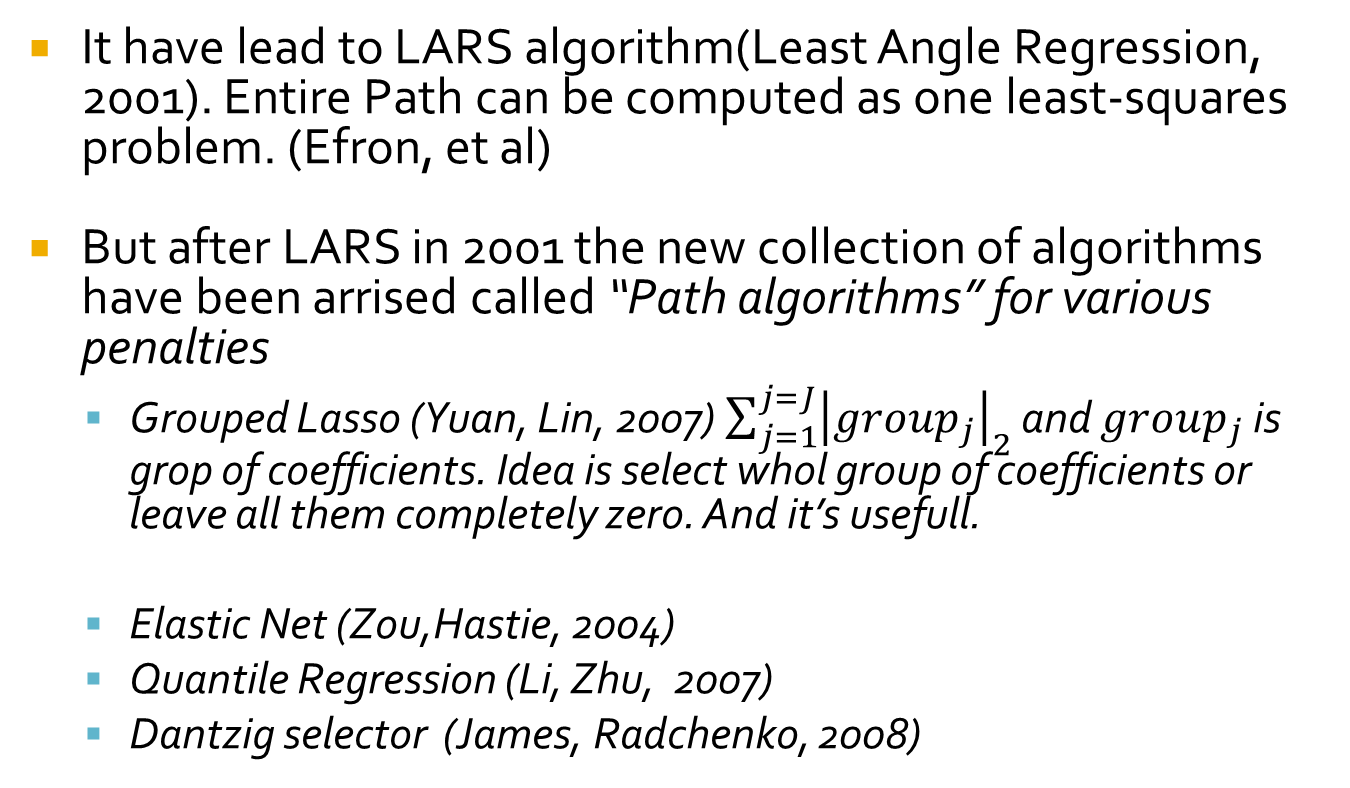 ▪ It have lead to LARS algorithm(Least Angle Regression,
2001). Entire Path can be computed as one least-squares
problem. (Efron, et al)
▪ But after LARS in 2001 the new collection of algorithms
have been arrised called “Path algorithms” for various
penalties
▪ Grouped Lasso (Yuan, Lin, 2007) $\sum_{j=1}^{j=J} |group_j|_2$ and $group_j$ is
grop of coefficients. Idea is select whol group of coefficients or
leave all them completely zero. And it’s usefull.
▪ Elastic Net (Zou,Hastie, 2004)
▪ Quantile Regression (Li, Zhu, 2007)
▪ Dantzig selector (James, Radchenko, 2008)